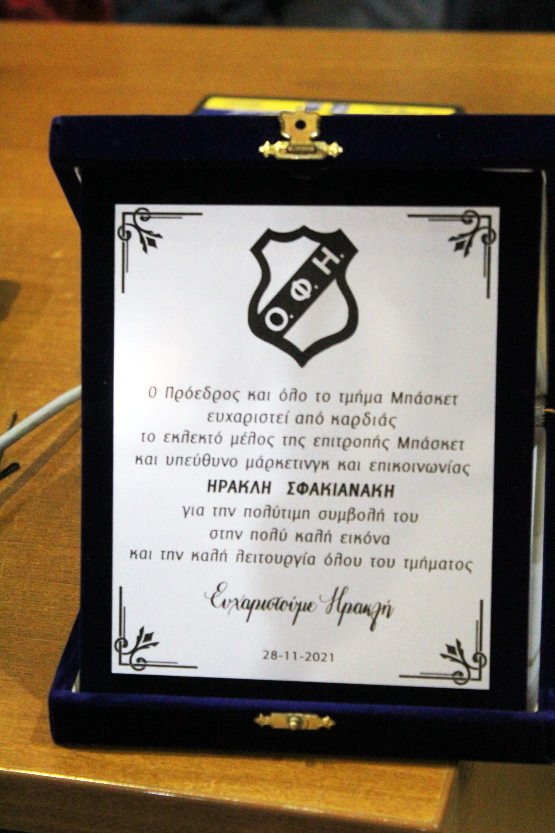 Ο.Φ.Η.
Ο Πρόεδρος και όλο το τμήμα Μπάσκετ
ευχαριστεί από καρδιάς
το εκλεκτό μέλος της επιτροπής Μπάσκετ
και υπεύθυνο μάρκετινγκ και επικοινωνίας
ΗΡΑΚΛΗ ΣΦΑΚΙΑΝΑΚΗ
για την πολύτιμη συμβολή του
στην πολύ καλή εικόνα
και την καλή λειτουργία όλου του τμήματος
Ευχαριστούμε Ηρακλή
28-11-2021